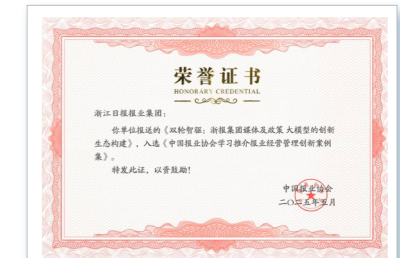 荣誉证书
HONORARY CREDENTIAL
浙江日报报业集团：
你单位报送的《双轮智驱：浙报集团媒体及政策大模型的创新
生态构建》，入选《中国报业协会学习推介报业经营管理创新案例
集》。
特发此证，以资鼓励！
中国报业协会
二〇二五年五月